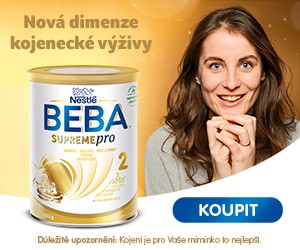 Nová dimenze
kojenecké výživy
Nestlé
BEBA
SUPREMEpro
2
KOUPIT
Důležité upozornění: Kojení je pro Vaše miminko to nejlepší.